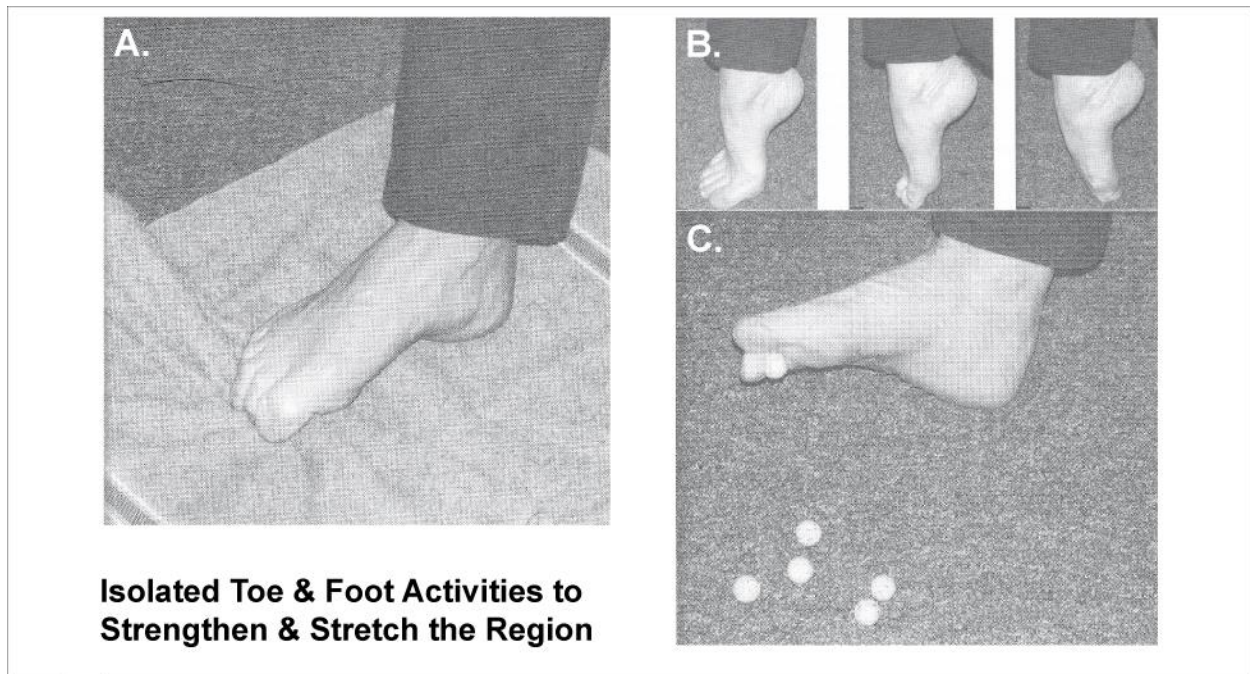 A.
B.
C.
Isolated Toe & Foot Activities to
Strengthen & Stretch the Region